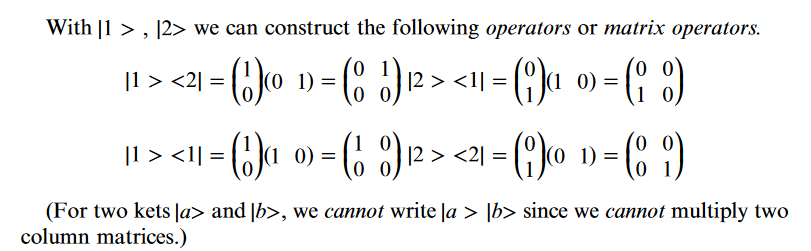 With |1 > , |2> we can construct the following operators or matrix operators.
|1 > <2| = (1 0)(0 1) = (0 1 0 0) |2 > <1| = (0 1)(1 0) = (0 0 1 0)
|1 > <1| = (1 0)(1 0) = (1 0 0 0) |2 > <2| = (0 1)(0 1) = (0 0 0 1)
(For two kets |a> and |b>, we cannot write |a > |b> since we cannot multiply two
column matrices.)